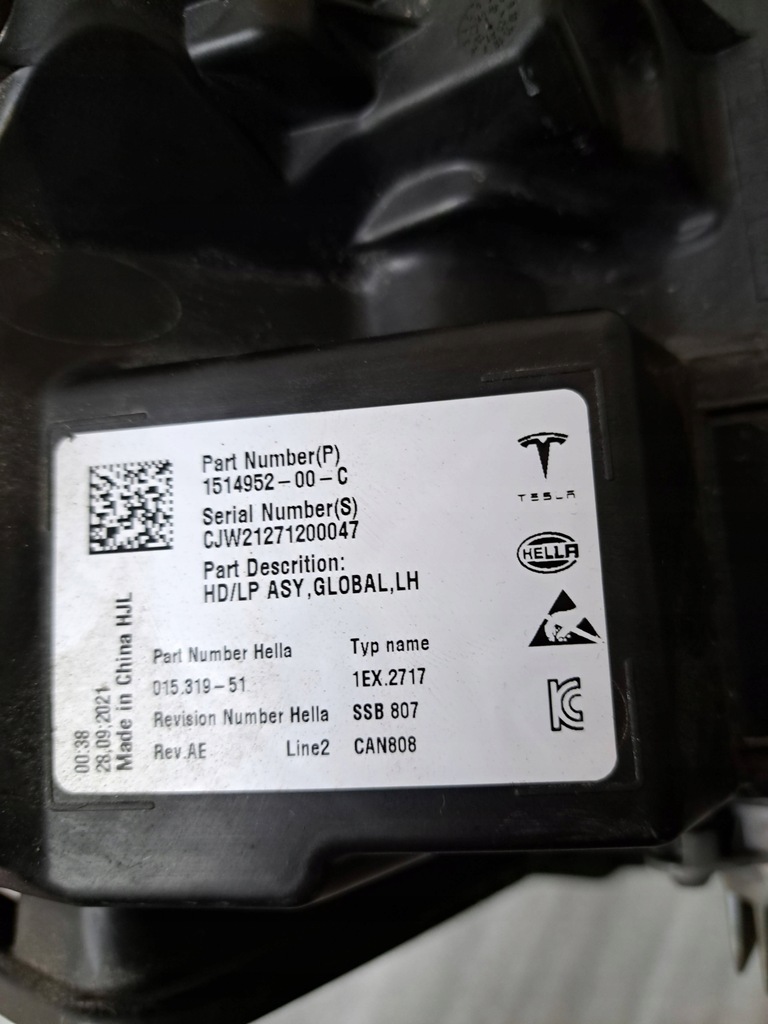 Part Number(P)
1514952-00-C
Serial Number(S)
CJW21271200047
Part Descrition:
HD/LP ASY,GLOBAL,LH
TESLA
HELLA
Part Number Hella
Typ name
015.319-51
1EX.2717
Revision Number Hella
SSB 807
Rev.AE
Line2
CAN808
00:38
28.09.2021
Made in China HJL